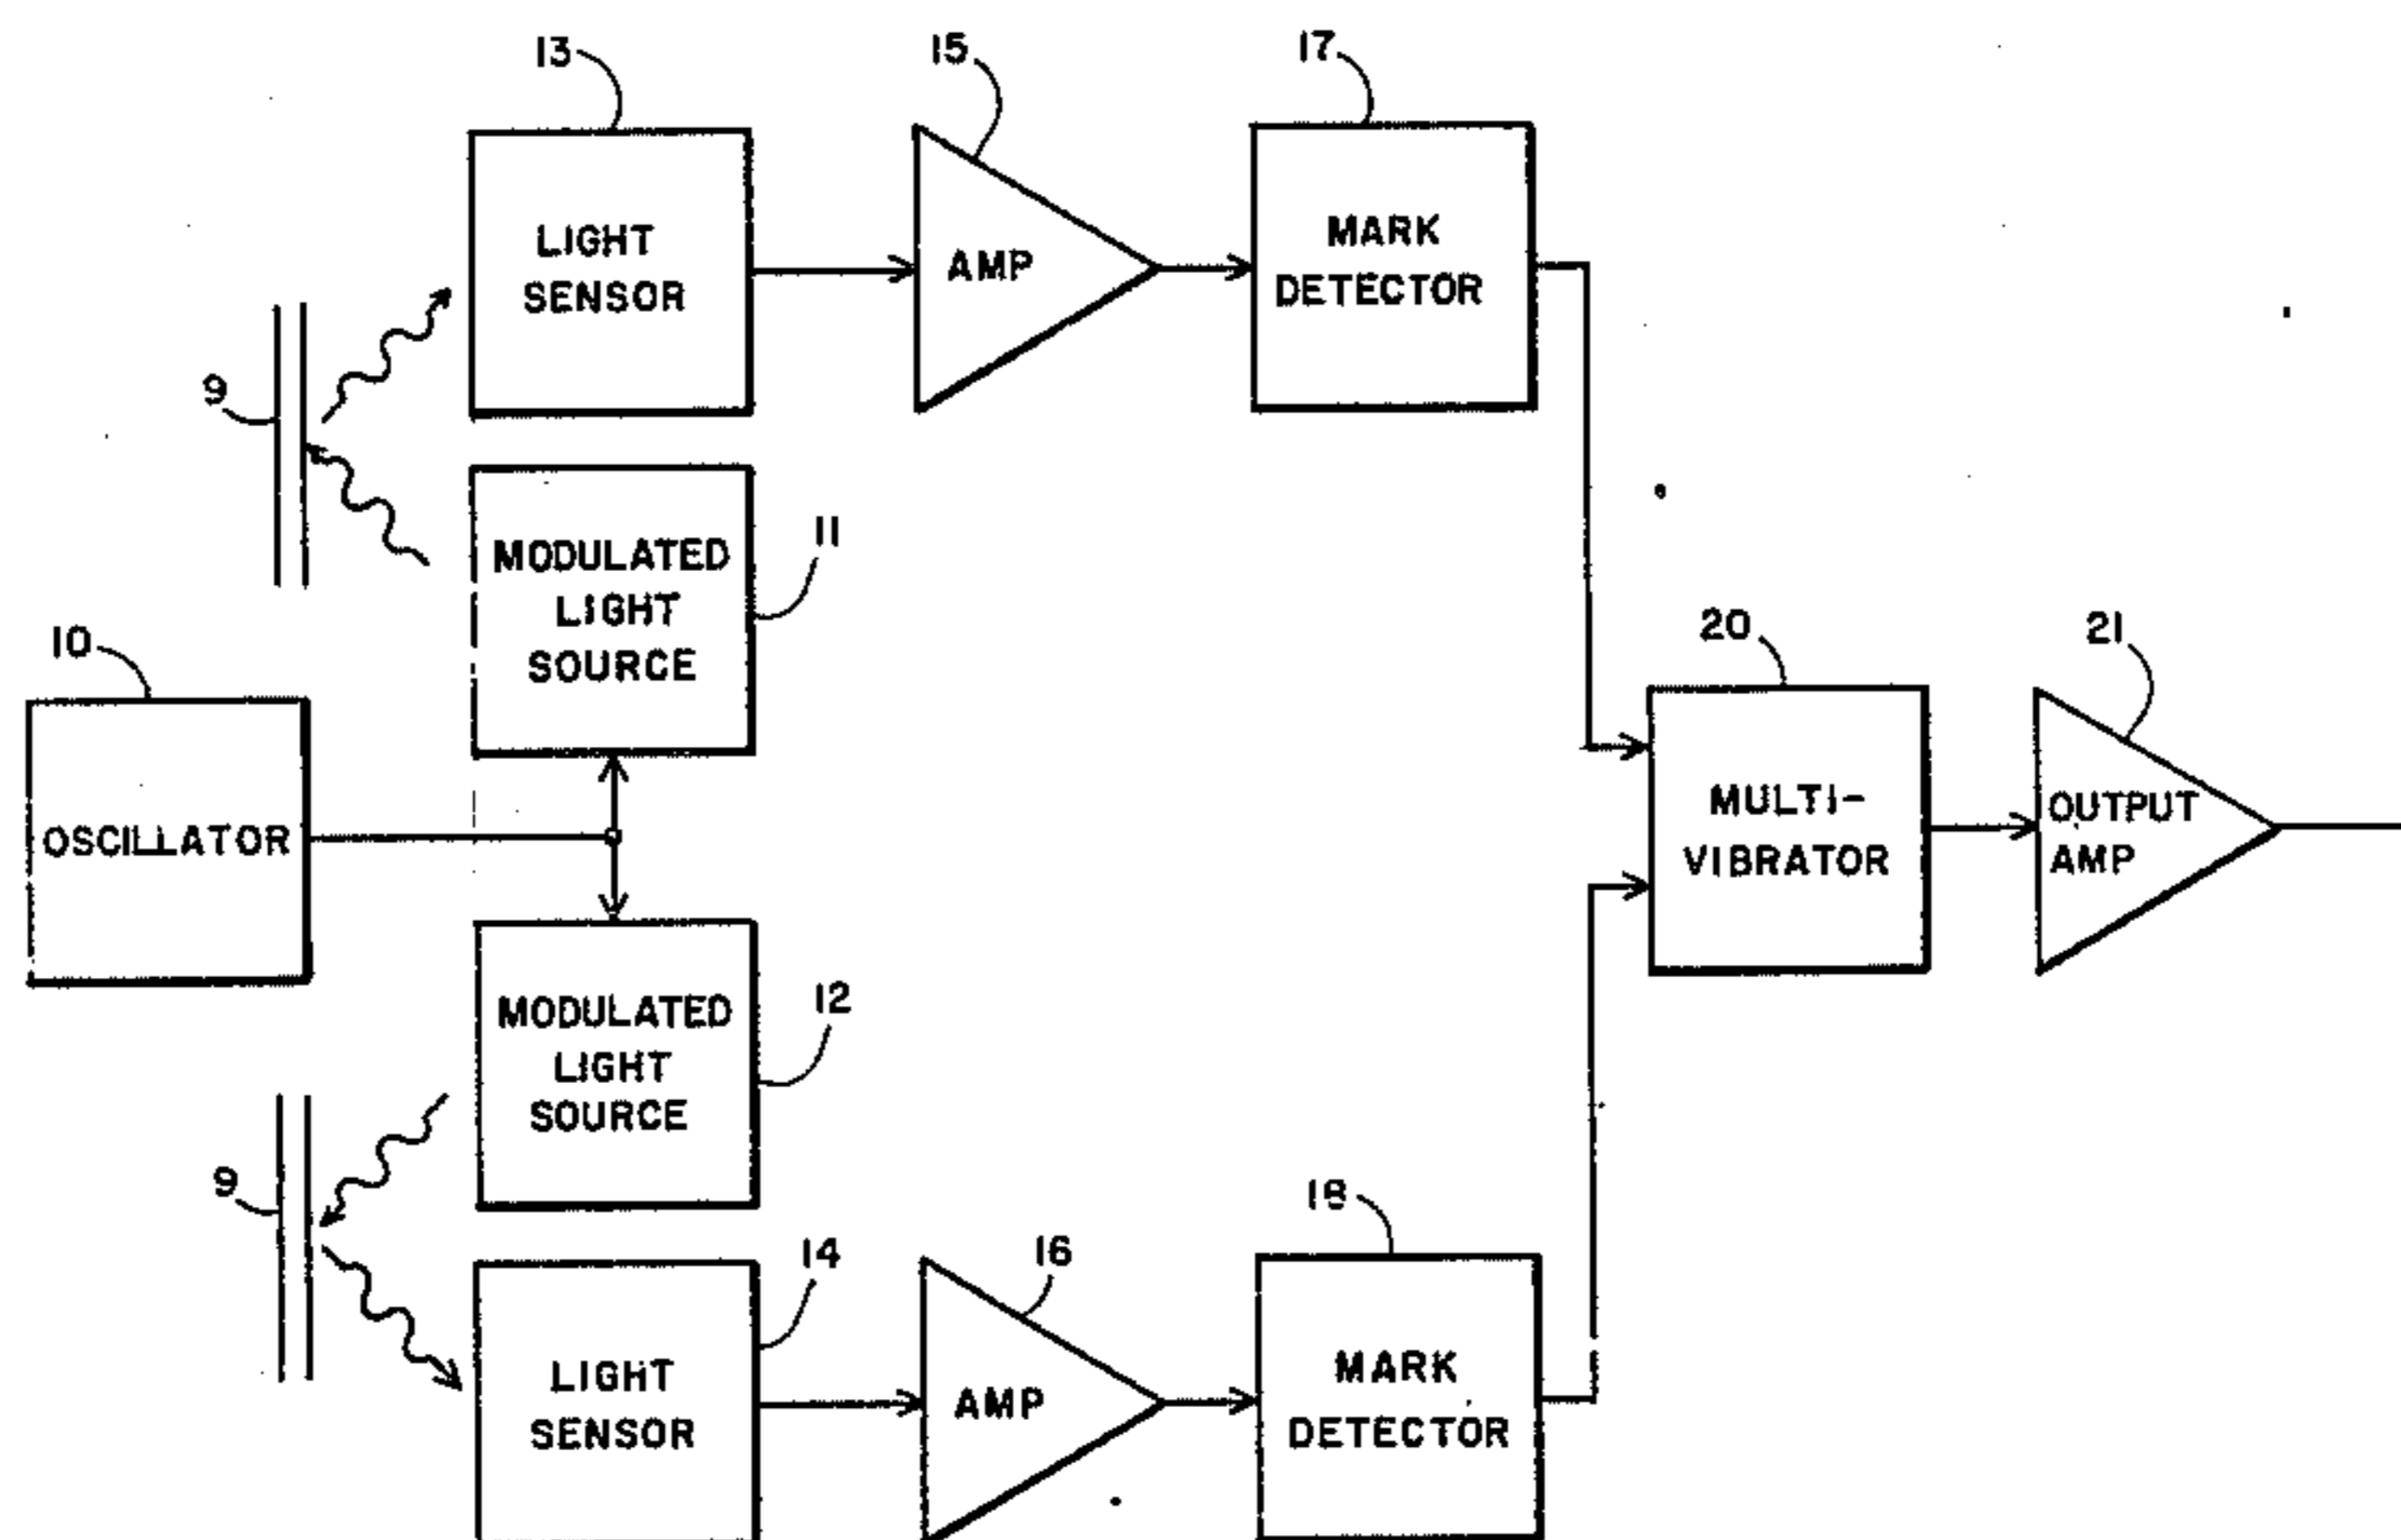 13
15
17
LIGHT
SENSOR
AMP
MARK
DETECTOR
9
11
MODULATED
LIGHT
SOURCE
10
OSCILLATOR
20
21
MULTI-
VIBRATOR
OUTPUT
AMP
12
MODULATED
LIGHT
SOURCE
9
14
16
18
LIGHT
SENSOR
AMP
MARK
DETECTOR